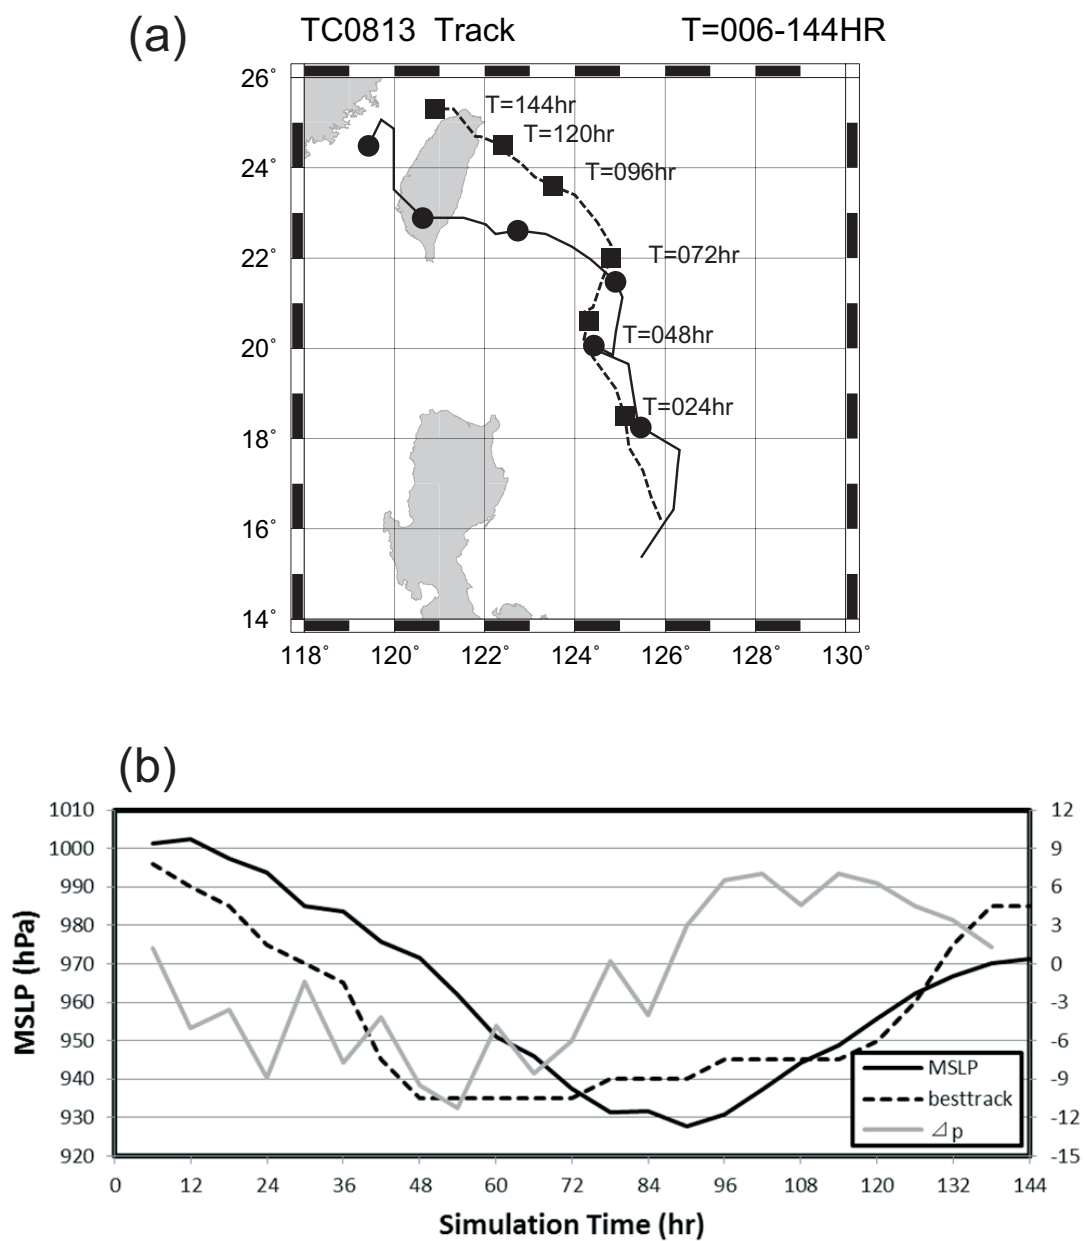 (a)
TC0813 Track T=006-144HR
26°
24°
22°
20°
18°
16°
14°
T=144hr
T=120hr
T=096hr
T=072hr
T=048hr
T=024hr
118° 120° 122° 124° 126° 128° 130°
(b)
1010
1000
990
980
970
960
950
940
930
920
MSLP (hPa)
12
9
6
3
0
-3
-6
-9
-12
-15
MSLP
besttrack
⊿p
0 12 24 36 48 60 72 84 96 108 120 132 144
Simulation Time (hr)